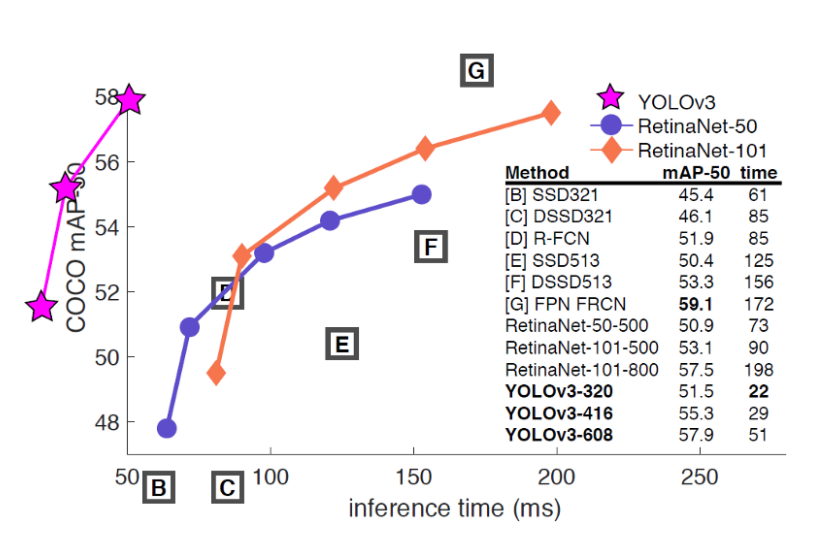 G
58
YOLOv3
RetinaNet-50
RetinaNet-101
56
COCO mAP-50
Method mAP-50 time
[B] SSD321 45.4 61
[C] DSSD321 46.1 85
[D] R-FCN 51.9 85
[E] SSD513 50.4 125
[F] DSSD513 53.3 156
[G] FPN FRCN 59.1 172
RetinaNet-50-500 50.9 73
RetinaNet-101-500 53.1 90
RetinaNet-101-800 57.5 198
YOLOv3-320 51.5 22
YOLOv3-416 55.3 29
YOLOv3-608 57.9 51
54
F
D
52
E
50
48
50 100 150 200 250
B
C
inference time (ms)